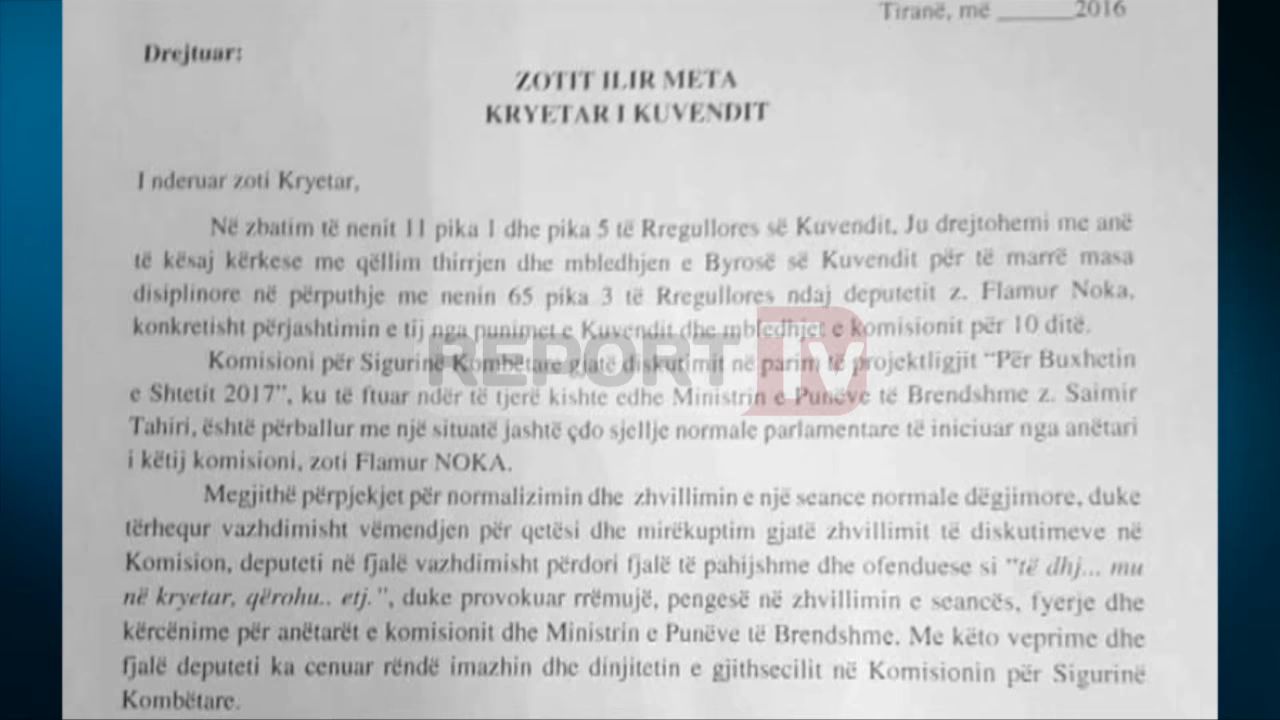 Tiranë, më ______2016
Drejtuar:
ZOTIT ILIR META
KRYETAR I KUVENDIT
I nderuar zoti Kryetar,
Në zbatim të nenit 11 pika 1 dhe pika 5 të Rregullores së Kuvendit, Ju drejtohemi me anë
të kësaj kërkese me qëllim thirrjen dhe mbledhjen e Byrosë së Kuvendit për të marrë masa
disiplinore në përputhje me nenin 65 pika 3 të Rregullores ndaj deputetit z. Flamur Noka,
konkretisht përjashtimin e tij nga punimet e Kuvendit dhe mbledhjet e komisionit për 10 ditë.
Komisioni për Sigurinë Kombëtare gjatë diskutimit në parim të projektligjit “Për Buxhetin
e Shtetit 2017”, ku të ftuar ndër të tjerë kishte edhe Ministrin e Punëve të Brendshme z. Saimir
Tahiri, është përballur me një situatë jashtë çdo sjellje normale parlamentare të iniciuar nga anëtari
i këtij komisioni, zoti Flamur NOKA.
Megjithë përpjekjet për normalizimin dhe zhvillimin e një seance normale dëgjimore, duke
tërhequr vazhdimisht vëmendjen për qetësi dhe mirëkuptim gjatë zhvillimit të diskutimeve në
Komision, deputeti në fjalë vazhdimisht përdori fjalë të pahijshme dhe ofenduese si "të dhj... mu
në kryetar, qërohu.. etj.", duke provokuar rrëmujë, pengesë në zhvillimin e seancës, fyerje dhe
kërcënime për anëtarët e komisionit dhe Ministrin e Punëve të Brendshme. Me këto veprime dhe
fjalë deputeti ka cenuar rëndë imazhin dhe dinjitetin e gjithsecilit në Komisionin për Sigurinë
Kombëtare.
REPORT TV